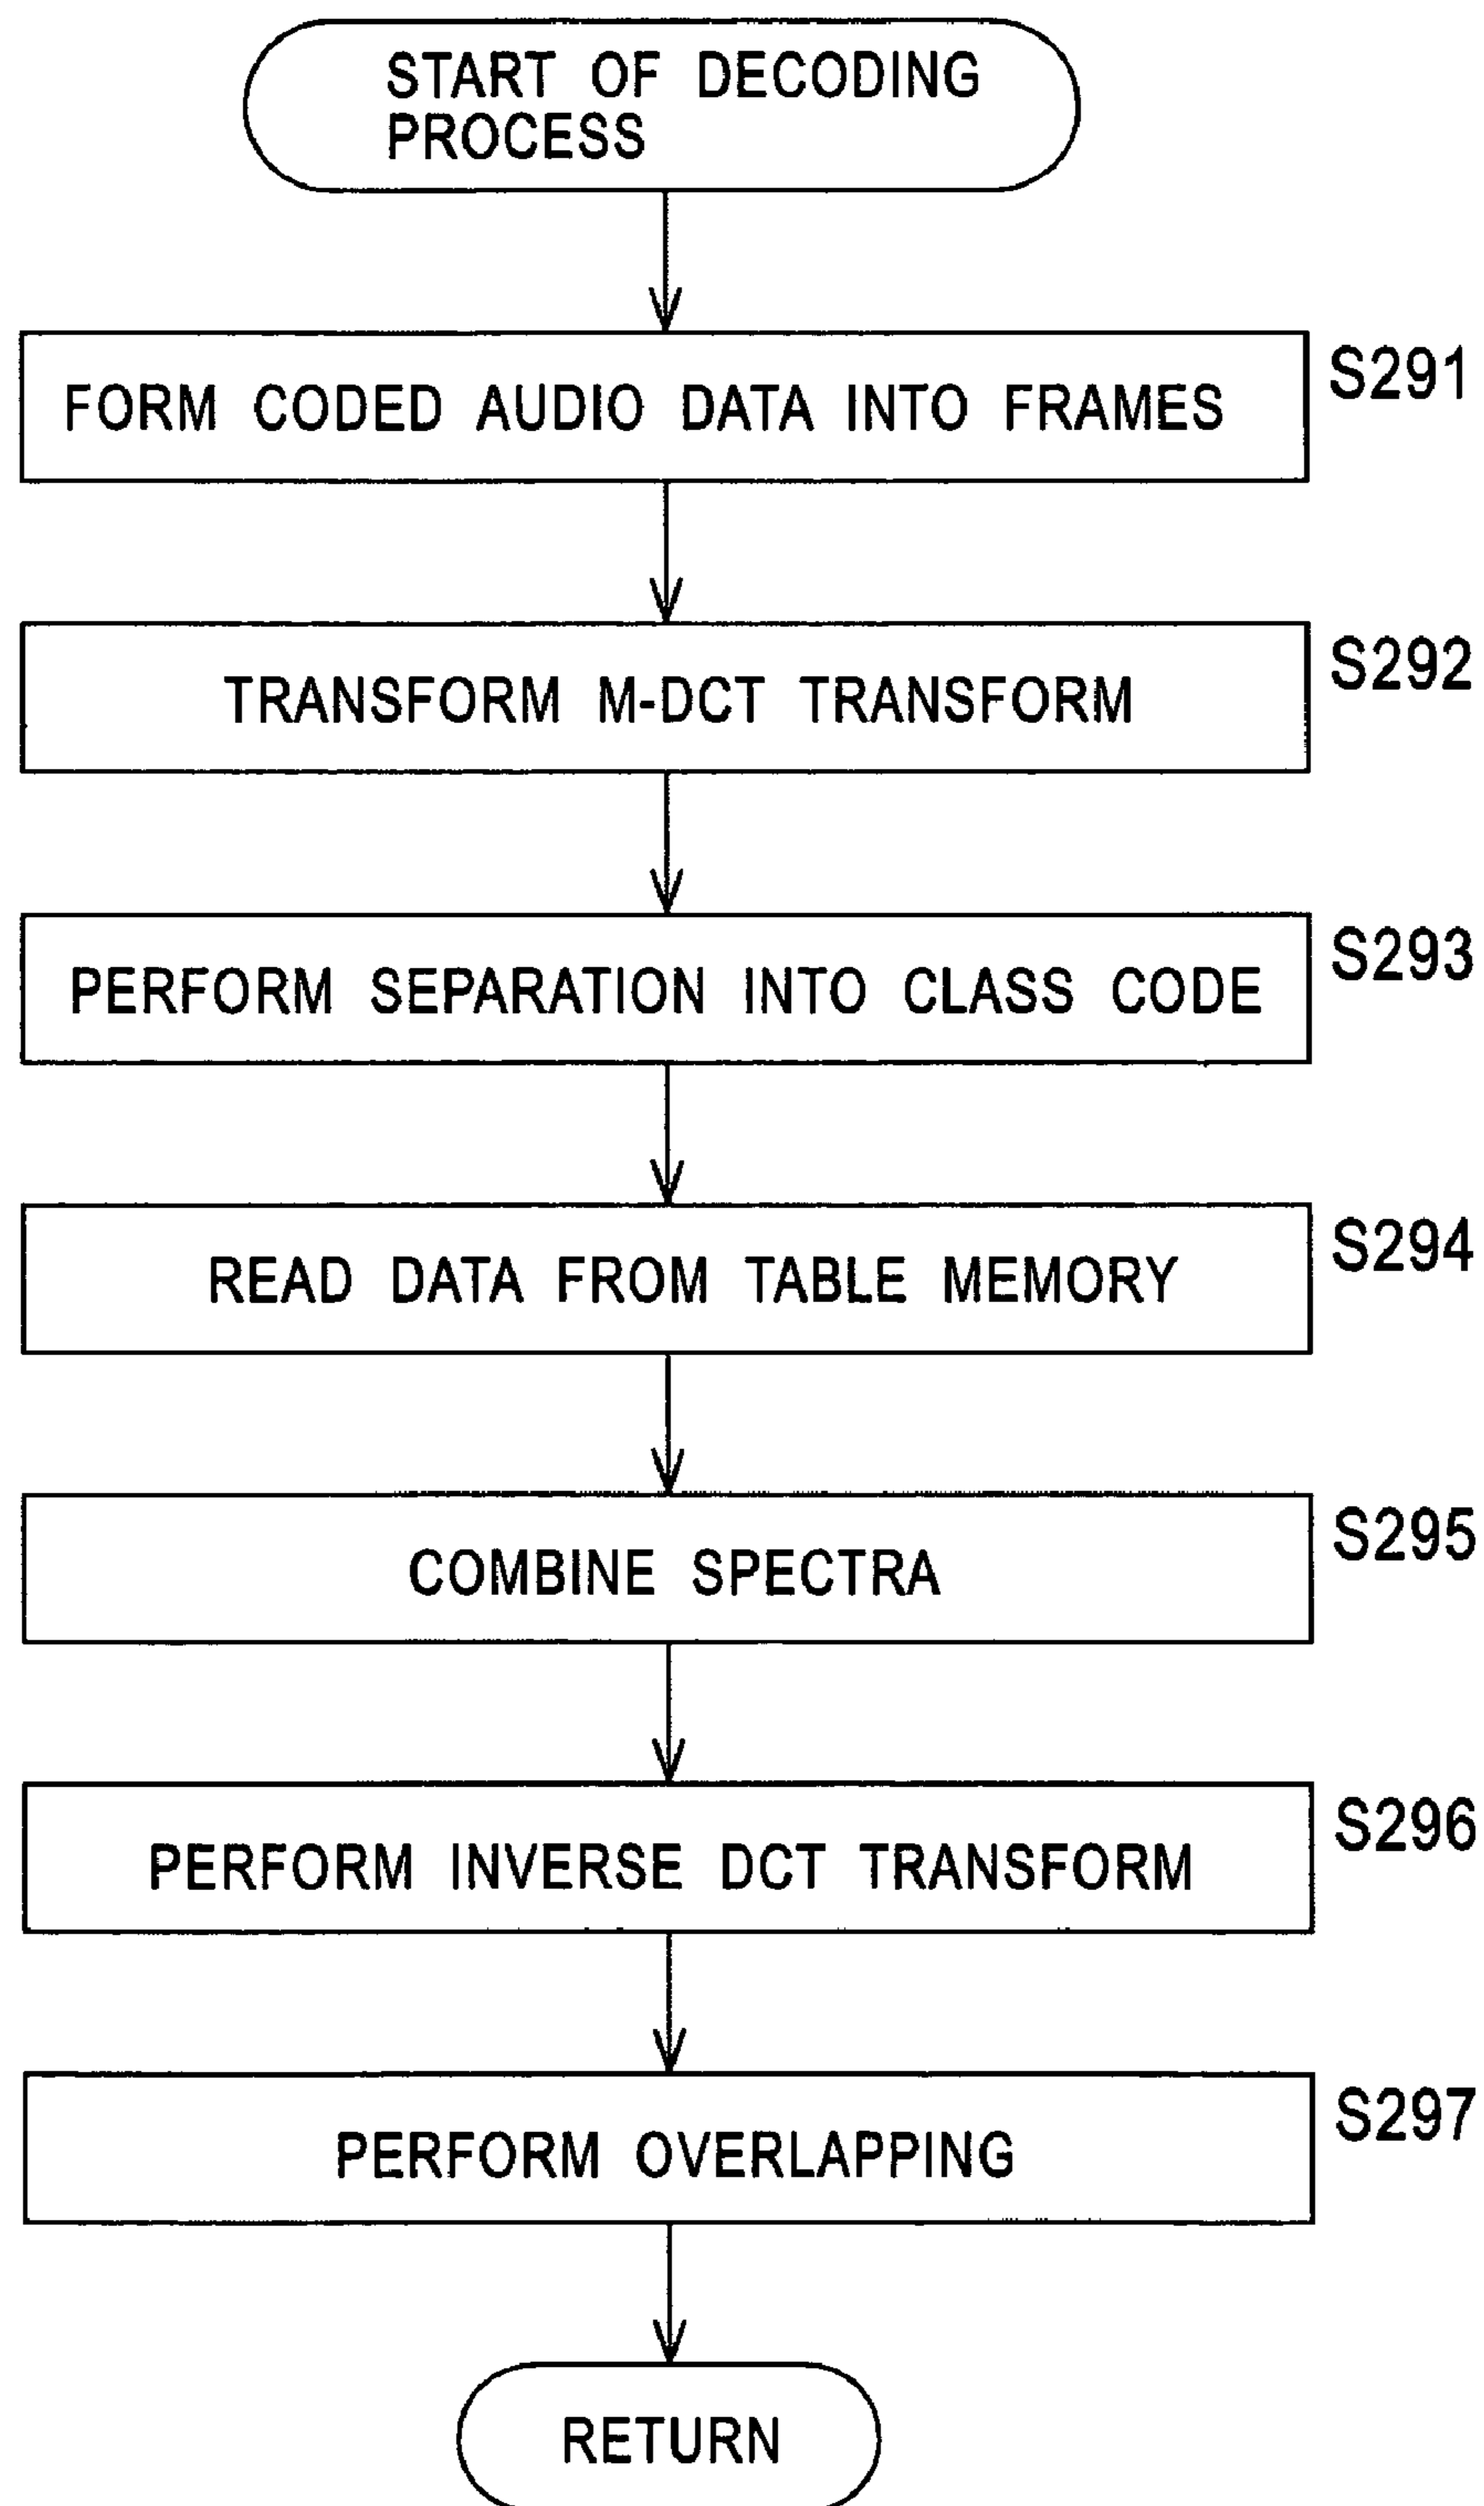 START OF DECODING
PROCESS
FORM CODED AUDIO DATA INTO FRAMES
S291
TRANSFORM M-DCT TRANSFORM
S292
PERFORM SEPARATION INTO CLASS CODE
S293
READ DATA FROM TABLE MEMORY
S294
COMBINE SPECTRA
S295
PERFORM INVERSE DCT TRANSFORM
S296
PERFORM OVERLAPPING
S297
RETURN